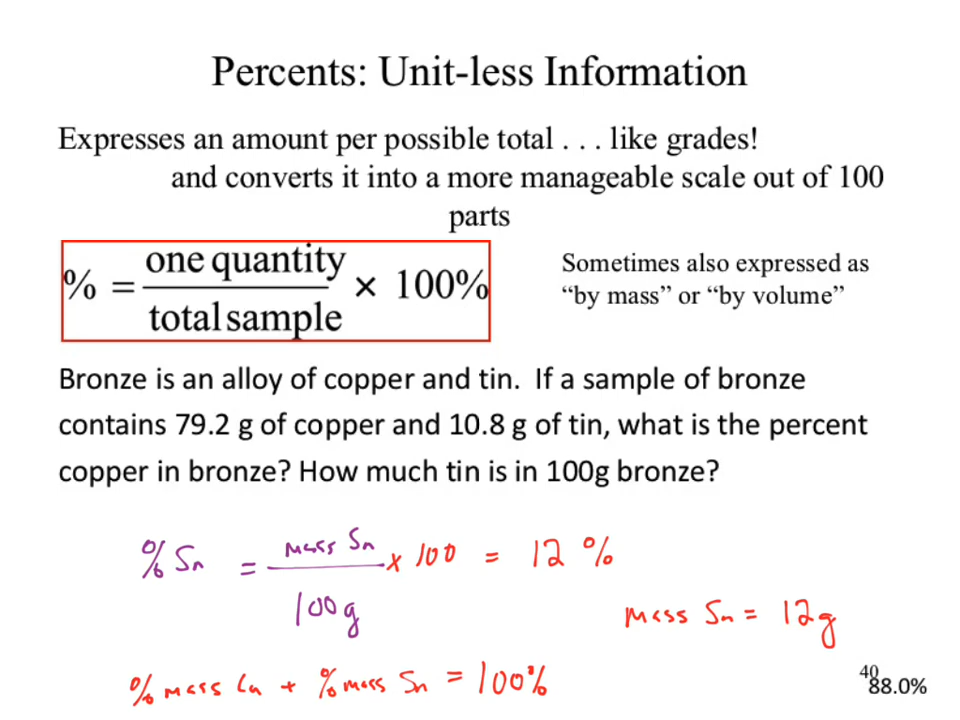 Percents: Unit-less Information
Expresses an amount per possible total . . . like grades!
and converts it into a more manageable scale out of 100
parts
% = one quantity / total sample × 100%
Sometimes also expressed as
“by mass” or “by volume”
Bronze is an alloy of copper and tin. If a sample of bronze
contains 79.2 g of copper and 10.8 g of tin, what is the percent
copper in bronze? How much tin is in 100g bronze?
% Sn = mass Sn / 100g × 100 = 12 %
mass Sn = 12g
% mass Cu + % mass Sn = 100%
40
88.0%